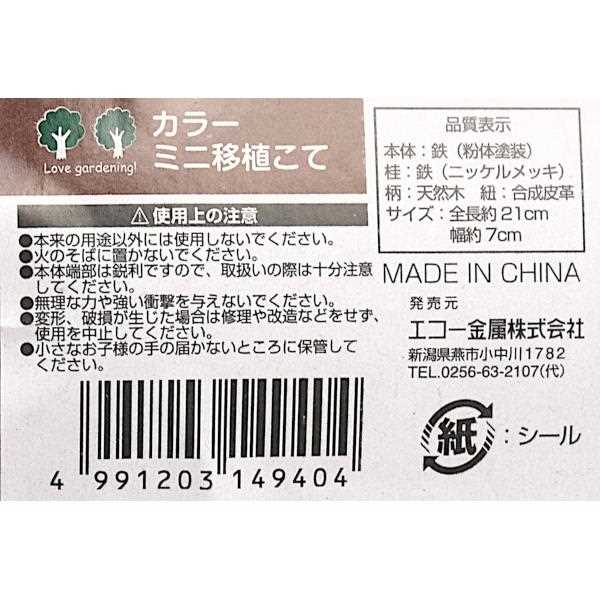 Love gardening!
カラー
ミニ移植こて
⚠使用上の注意
●本来の用途以外には使用しないでください。
●火のそばに置かないでください。
●本体端部は鋭利ですので、取扱いの際は十分注意
してください。
●無理な力や強い衝撃を与えないでください。
●変形、破損が生じた場合は修理や改造などをせず、
使用を中止してください。
●小さなお子様の手の届かないところに保管して
ください。
4 991203 149404
品質表示
本体：鉄（粉体塗装）
桂：鉄（ニッケルメッキ）
柄：天然木 紐：合成皮革
サイズ：全長約21cm
幅約7cm
MADE IN CHINA
発売元
エコー金属株式会社
新潟県燕市小中川1782
TEL.0256-63-2107(代)
紙：シール